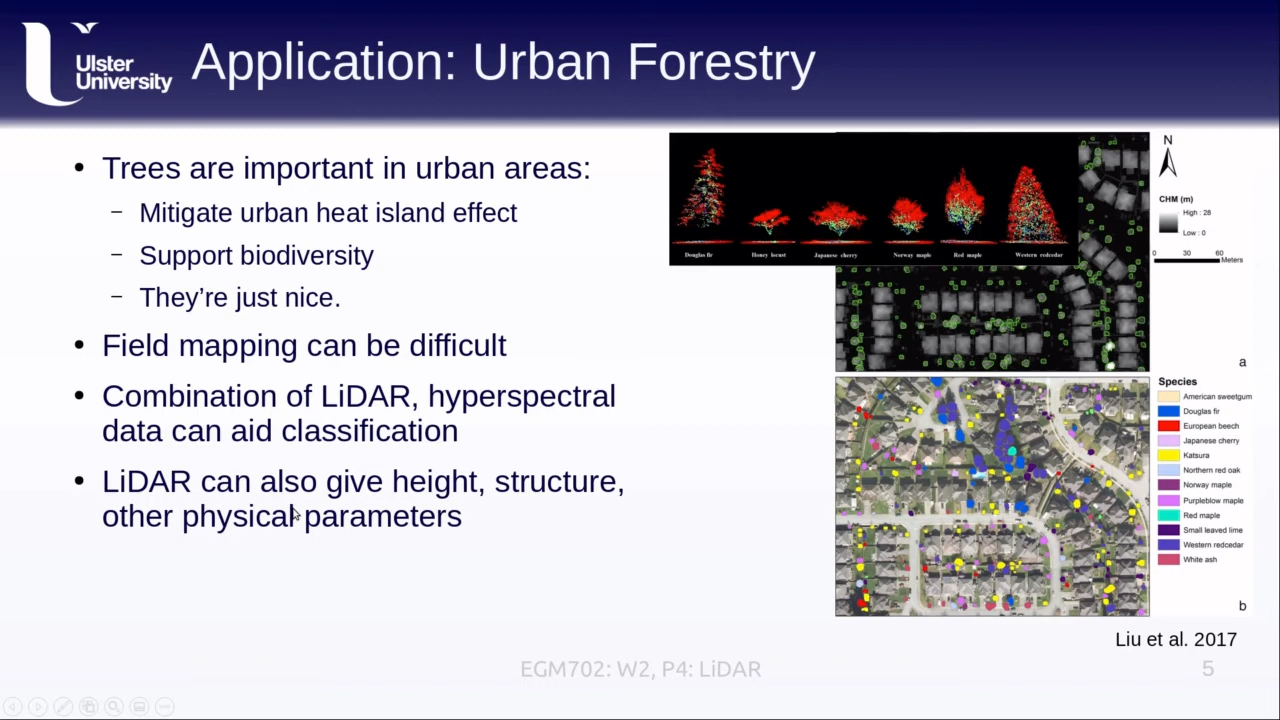 Ulster
University
Application: Urban Forestry
• Trees are important in urban areas:
– Mitigate urban heat island effect
– Support biodiversity
– They’re just nice.
• Field mapping can be difficult
• Combination of LiDAR, hyperspectral
data can aid classification
• LiDAR can also give height, structure,
other physical parameters
Douglas fir
Honey locust
Japanese cherry
Norway maple
Red maple
Western redcedar
N
CHM (m)
High : 28
Low : 0
0 30 60
Meters
a
Species
American sweetgum
Douglas fir
European beech
Japanese cherry
Katsura
Northern red oak
Norway maple
Purpleblow maple
Red maple
Small leaved lime
Western redcedar
White ash
b
Liu et al. 2017
EGM702: W2, P4: LiDAR
5